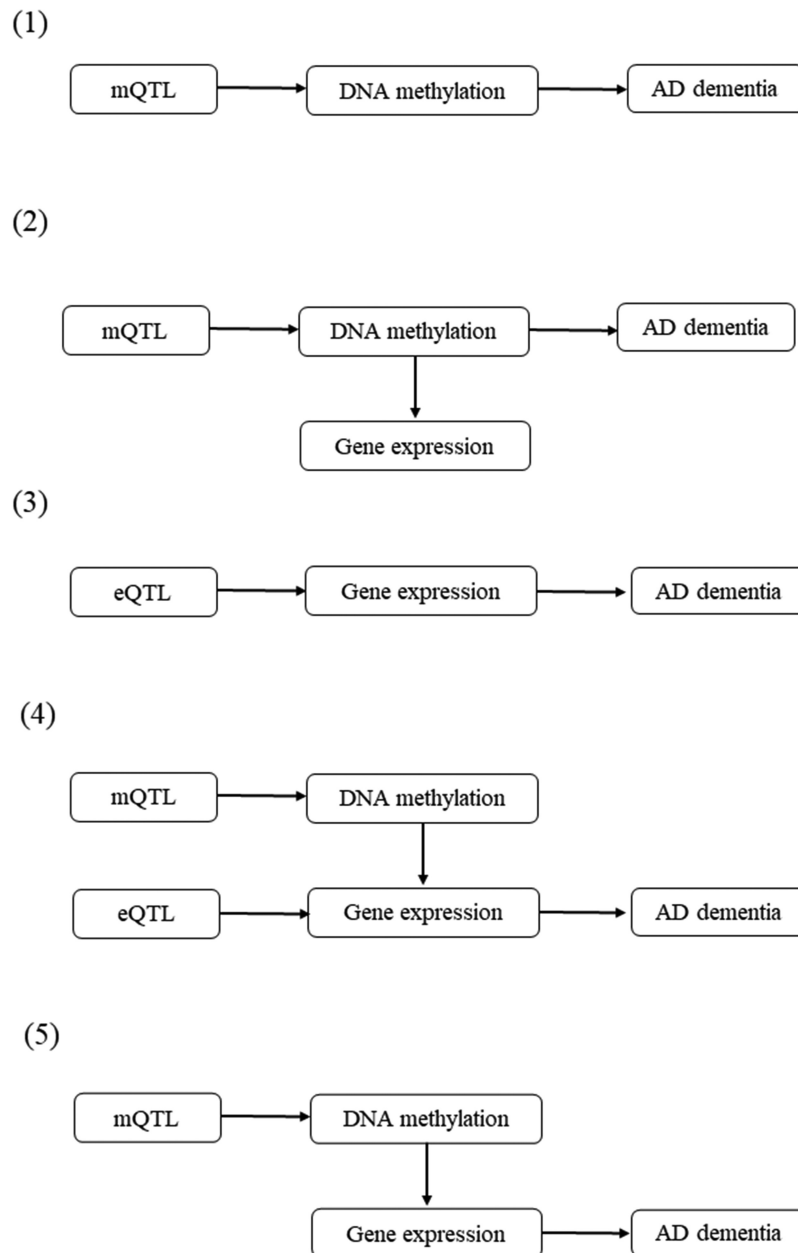 (1)
mQTL DNA methylation AD dementia
(2)
mQTL DNA methylation AD dementia
Gene expression
(3)
eQTL Gene expression AD dementia
(4)
mQTL DNA methylation
eQTL Gene expression AD dementia
(5)
mQTL DNA methylation
Gene expression AD dementia